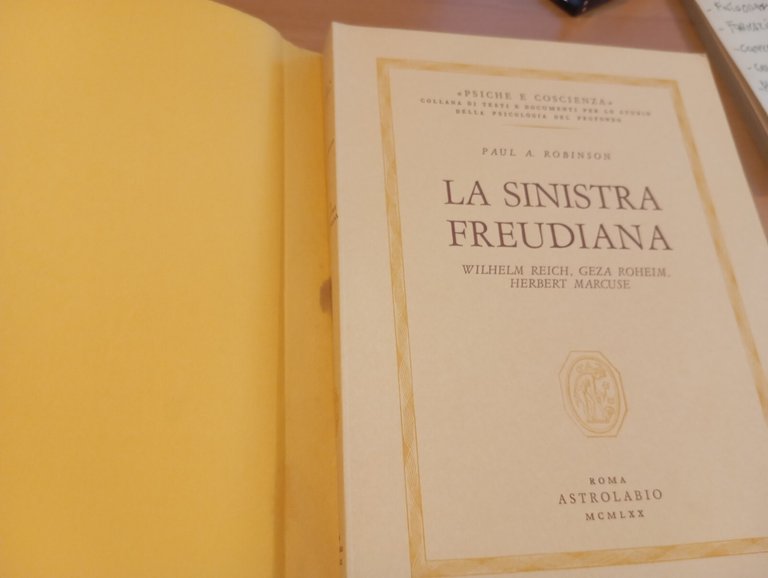 «PSICHE E COSCIENZA»
COLLANA DI TESTI E DOCUMENTI PER LO STUDIO
DELLA PSICOLOGIA DEL PROFONDO
PAUL A. ROBINSON
LA SINISTRA
FREUDIANA
WILHELM REICH, GEZA ROHEIM,
HERBERT MARCUSE
ROMA
ASTROLABIO
MCMLXX